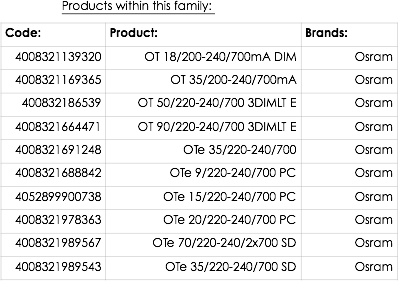 Products within this family:
Code: Product: Brands:
4008321139320 OT 18/200-240/700mA DIM Osram
4008321169365 OT 35/200-240/700mA Osram
400832186539 OT 50/220-240/700 3DIMLT E Osram
4008321664471 OT 90/220-240/700 3DIMLT E Osram
4008321691248 OTe 35/220-240/700 Osram
4008321688842 OTe 9/220-240/700 PC Osram
4052899900738 OTe 15/220-240/700 PC Osram
4008321978363 OTe 20/220-240/700 PC Osram
4008321989567 OTe 70/220-240/2x700 SD Osram
4008321989543 OTe 35/220-240/700 SD Osram